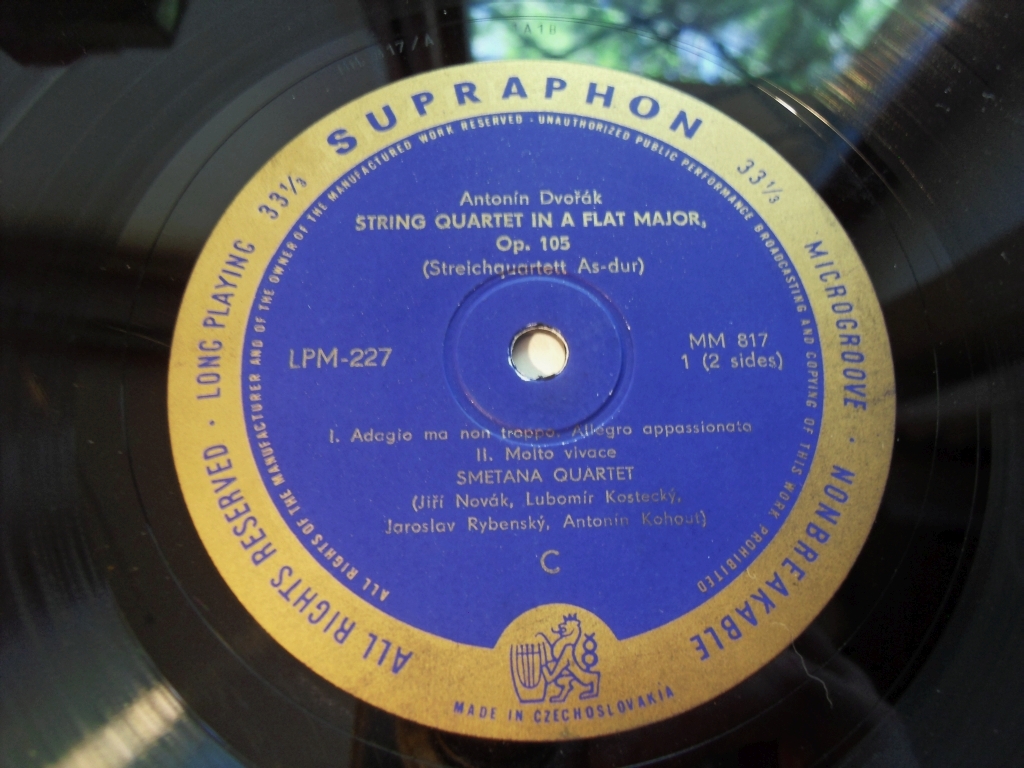 SUPRAPHON
33⅓
33⅓
LONG PLAYING
MICROGROOVE · NONBREAKABLE
ALL RIGHTS RESERVED ·
ALL RIGHTS OF THE MANUFACTURER AND OF THE OWNER OF THE MANUFACTURED WORK RESERVED · UNAUTHORIZED PUBLIC PERFORMANCE BROADCASTING AND COPYING OF THIS WORK PROHIBITED
Antonín Dvořák
STRING QUARTET IN A FLAT MAJOR,
Op. 105
(Streichquartett As-dur)
LPM-227
MM 817
1 (2 sides)
I. Adagio ma non troppo. Allegro appassionato
II. Molto vivace
SMETANA QUARTET
(Jiří Novák, Lubomír Kostecký,
Jaroslav Rybenský, Antonín Kohout)
C
MADE IN CZECHOSLOVAKIA